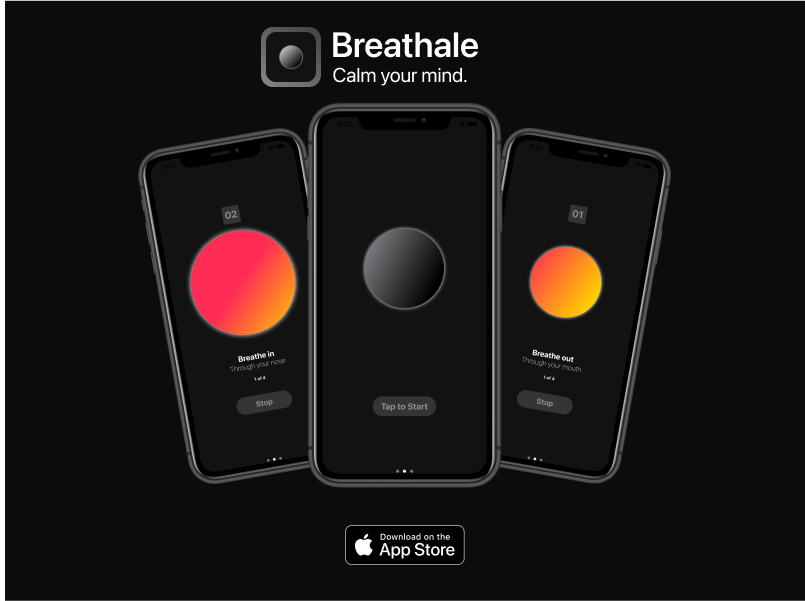 Breathale
Calm your mind.
02
Breathe in
Through your nose
1 of 4
Stop
Tap to Start
01
Breathe out
Through your mouth
1 of 4
Stop
Download on the
App Store